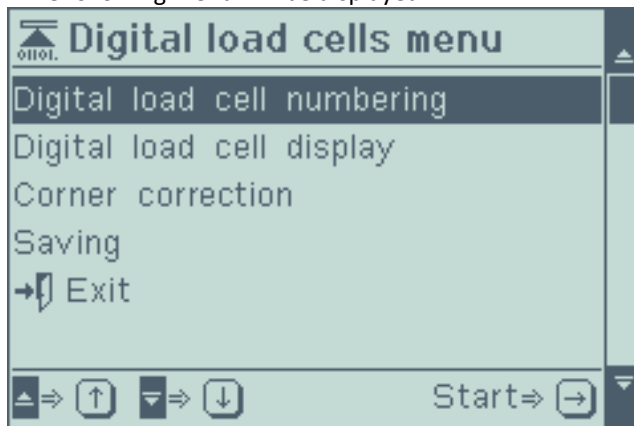 Digital load cells menu
Digital load cell numbering
Digital load cell display
Corner correction
Saving
Exit
Start